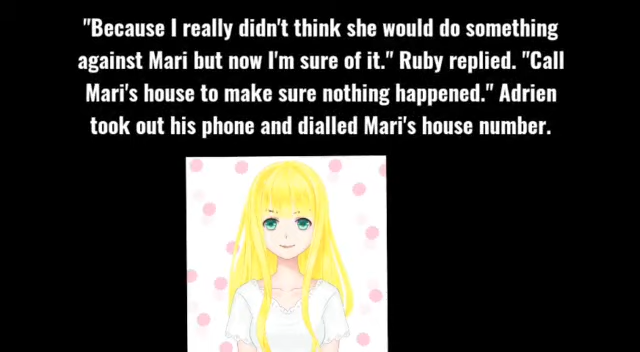 "Because I really didn't think she would do something
against Mari but now I'm sure of it." Ruby replied. "Call
Mari's house to make sure nothing happened." Adrien
took out his phone and dialled Mari's house number.